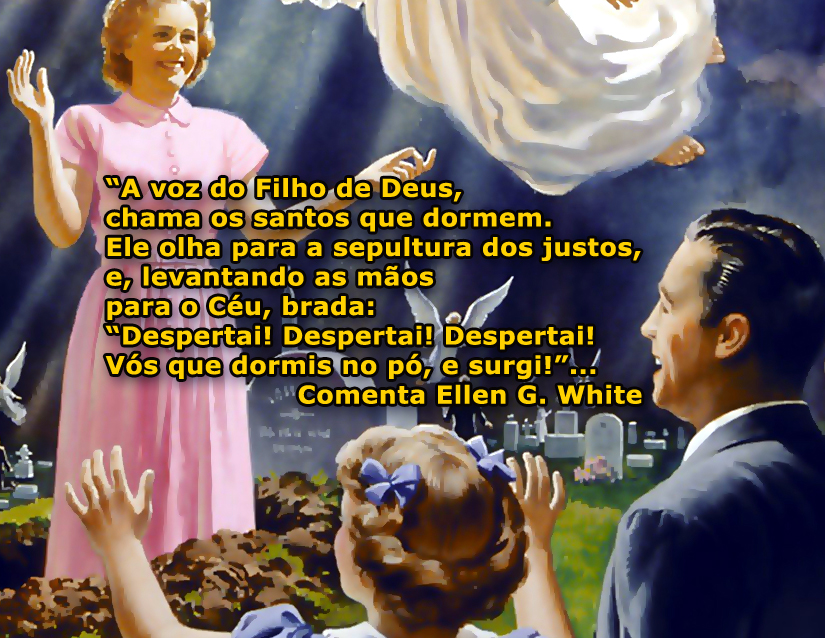 “A voz do Filho de Deus,
chama os santos que dormem.
Ele olha para a sepultura dos justos,
e, levantando as mãos
para o Céu, brada:
“Despertai! Despertai! Despertai!
Vós que dormis no pó, e surgi!”...
Comenta Ellen G. White